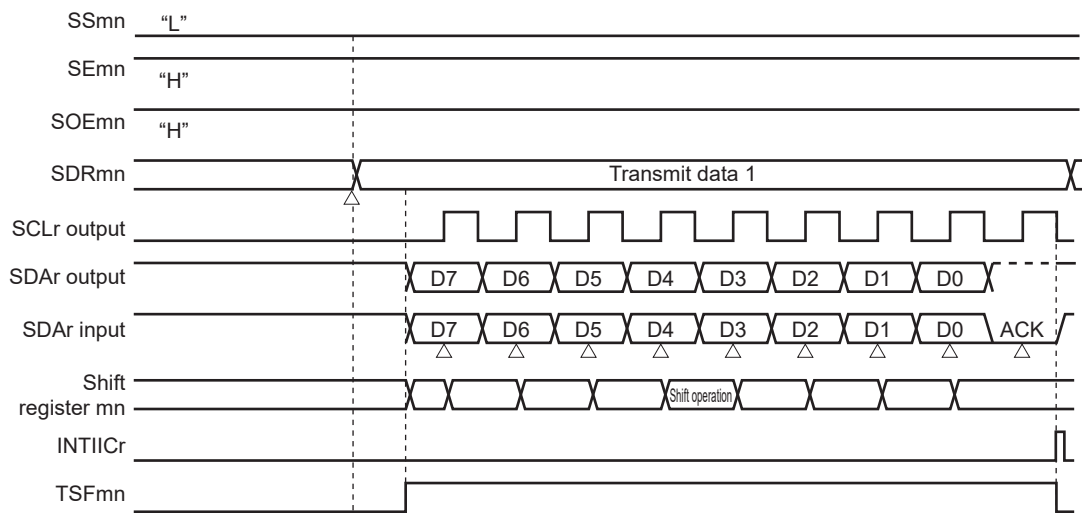 SSmn “L”
SEmn “H”
SOEmn “H”
SDRmn Transmit data 1
SCLr output
SDAr output D7 D6 D5 D4 D3 D2 D1 D0
SDAr input D7 D6 D5 D4 D3 D2 D1 D0 ACK
Shift
register mn Shift operation
INTIICr
TSFmn